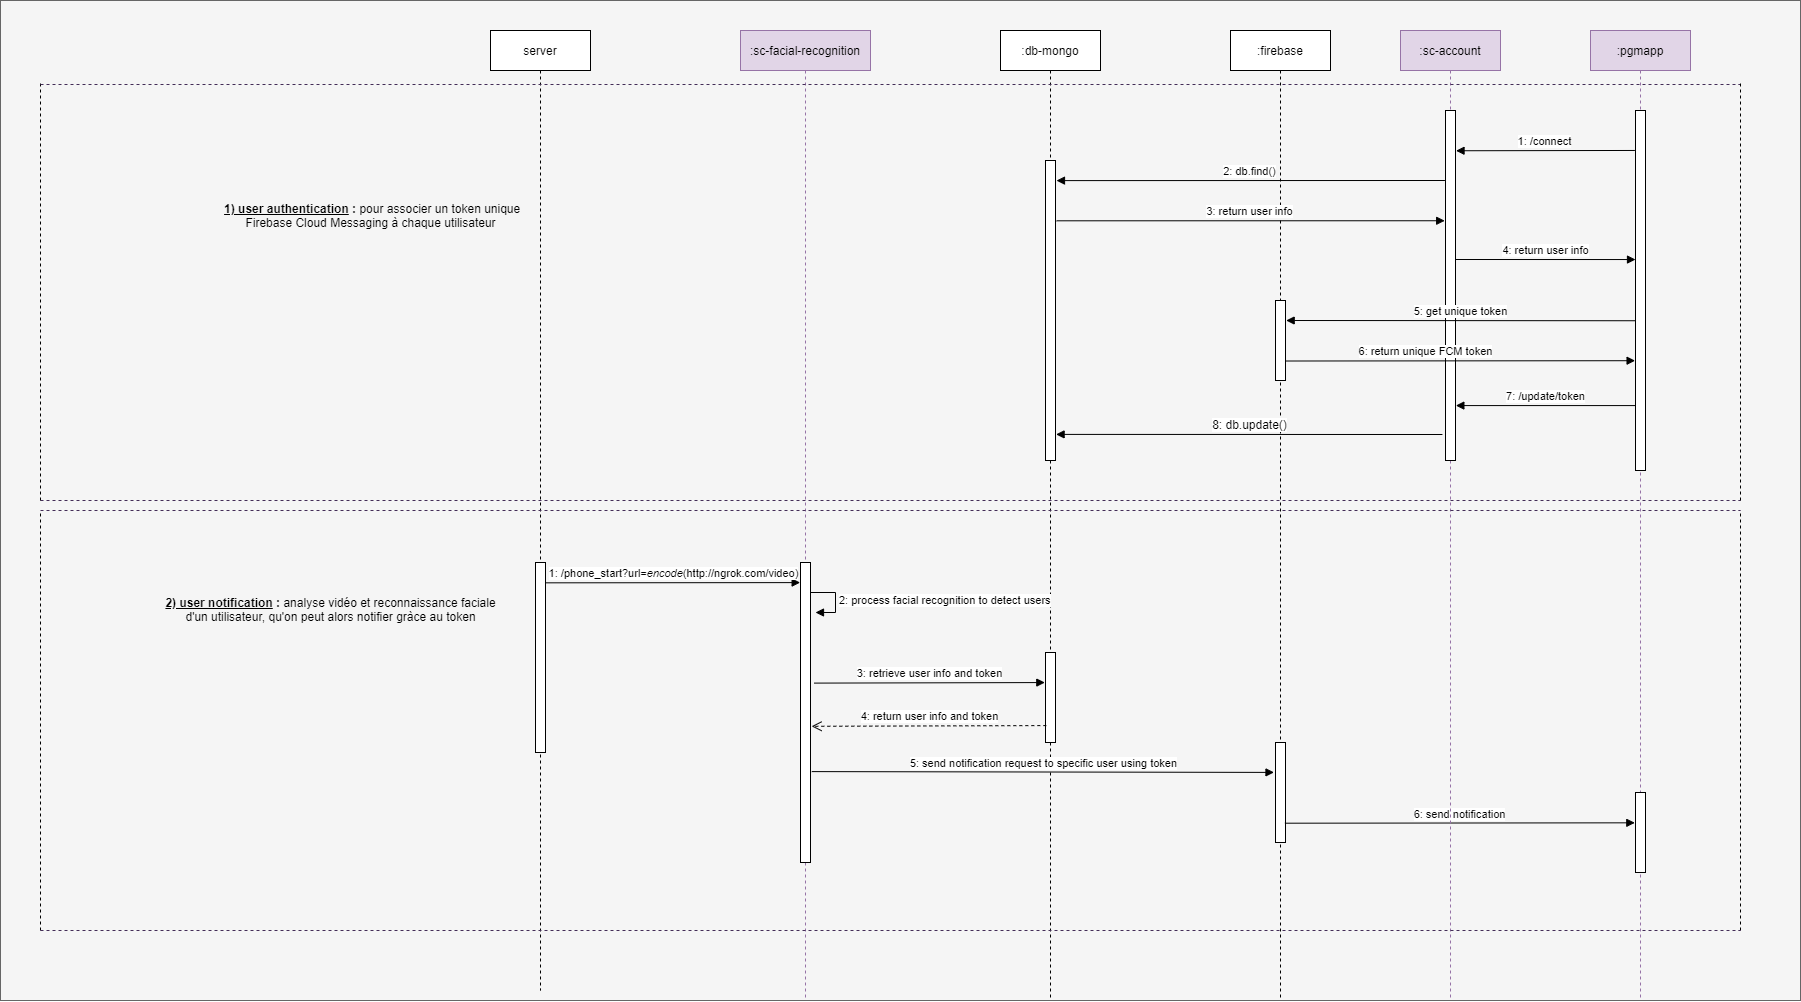 server
:sc-facial-recognition
:db-mongo
:firebase
:sc-account
:pgmapp
1: /connect
2: db.find()
1) user authentication : pour associer un token unique
Firebase Cloud Messaging à chaque utilisateur
3: return user info
4: return user info
5: get unique token
6: return unique FCM token
7: /update/token
8: db.update()
1: /phone_start?url=encode(http://ngrok.com/video)
2) user notification : analyse vidéo et reconnaissance faciale
d'un utilisateur, qu'on peut alors notifier grâce au token
2: process facial recognition to detect users
3: retrieve user info and token
4: return user info and token
5: send notification request to specific user using token
6: send notification